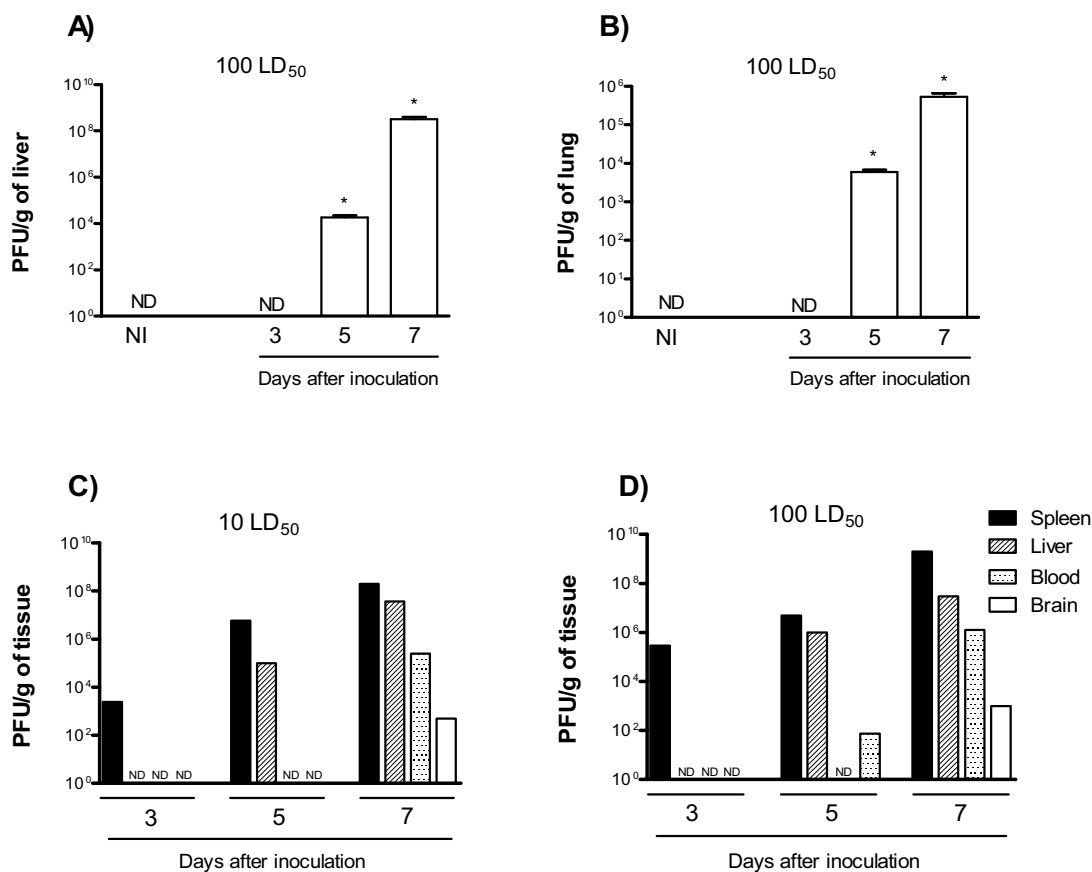 A)
100 LD50
PFU/g of liver
10^10
10^8
10^6
10^4
10^2
10^0
ND
ND
*
*
NI
3
5
7
Days after inoculation
B)
100 LD50
PFU/g of lung
10^6
10^5
10^4
10^3
10^2
10^1
10^0
ND
ND
*
*
NI
3
5
7
Days after inoculation
C)
10 LD50
PFU/g of tissue
10^10
10^8
10^6
10^4
10^2
10^0
ND ND ND
ND ND
3
5
7
Days after inoculation
D)
100 LD50
PFU/g of tissue
10^10
10^8
10^6
10^4
10^2
10^0
ND ND ND
ND
3
5
7
Days after inoculation
Spleen
Liver
Blood
Brain